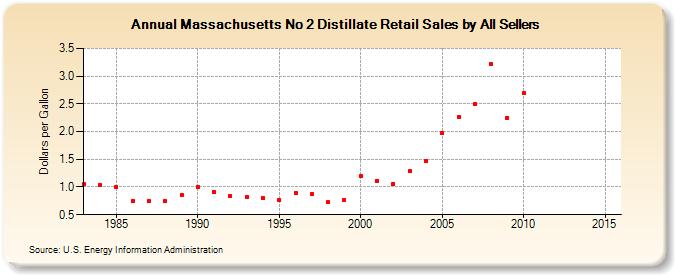 Annual Massachusetts No 2 Distillate Retail Sales by All Sellers
Dollars per Gallon
3.5
3.0
2.5
2.0
1.5
1.0
0.5
1985 1990 1995 2000 2005 2010 2015
Source: U.S. Energy Information Administration